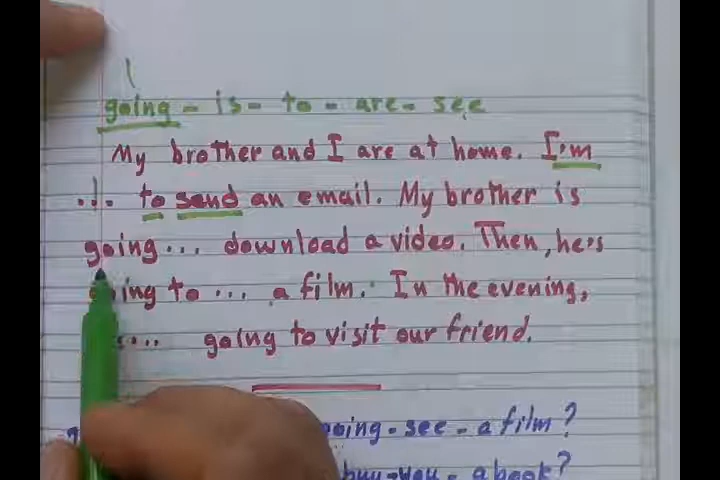 going - is - to - are - see
My brother and I are at home. I'm
... to send an email. My brother is
going ... download a video. Then, he's
going to ... a film. In the evening,
... going to visit our friend.
going - see - a film?
buy - you - a book?